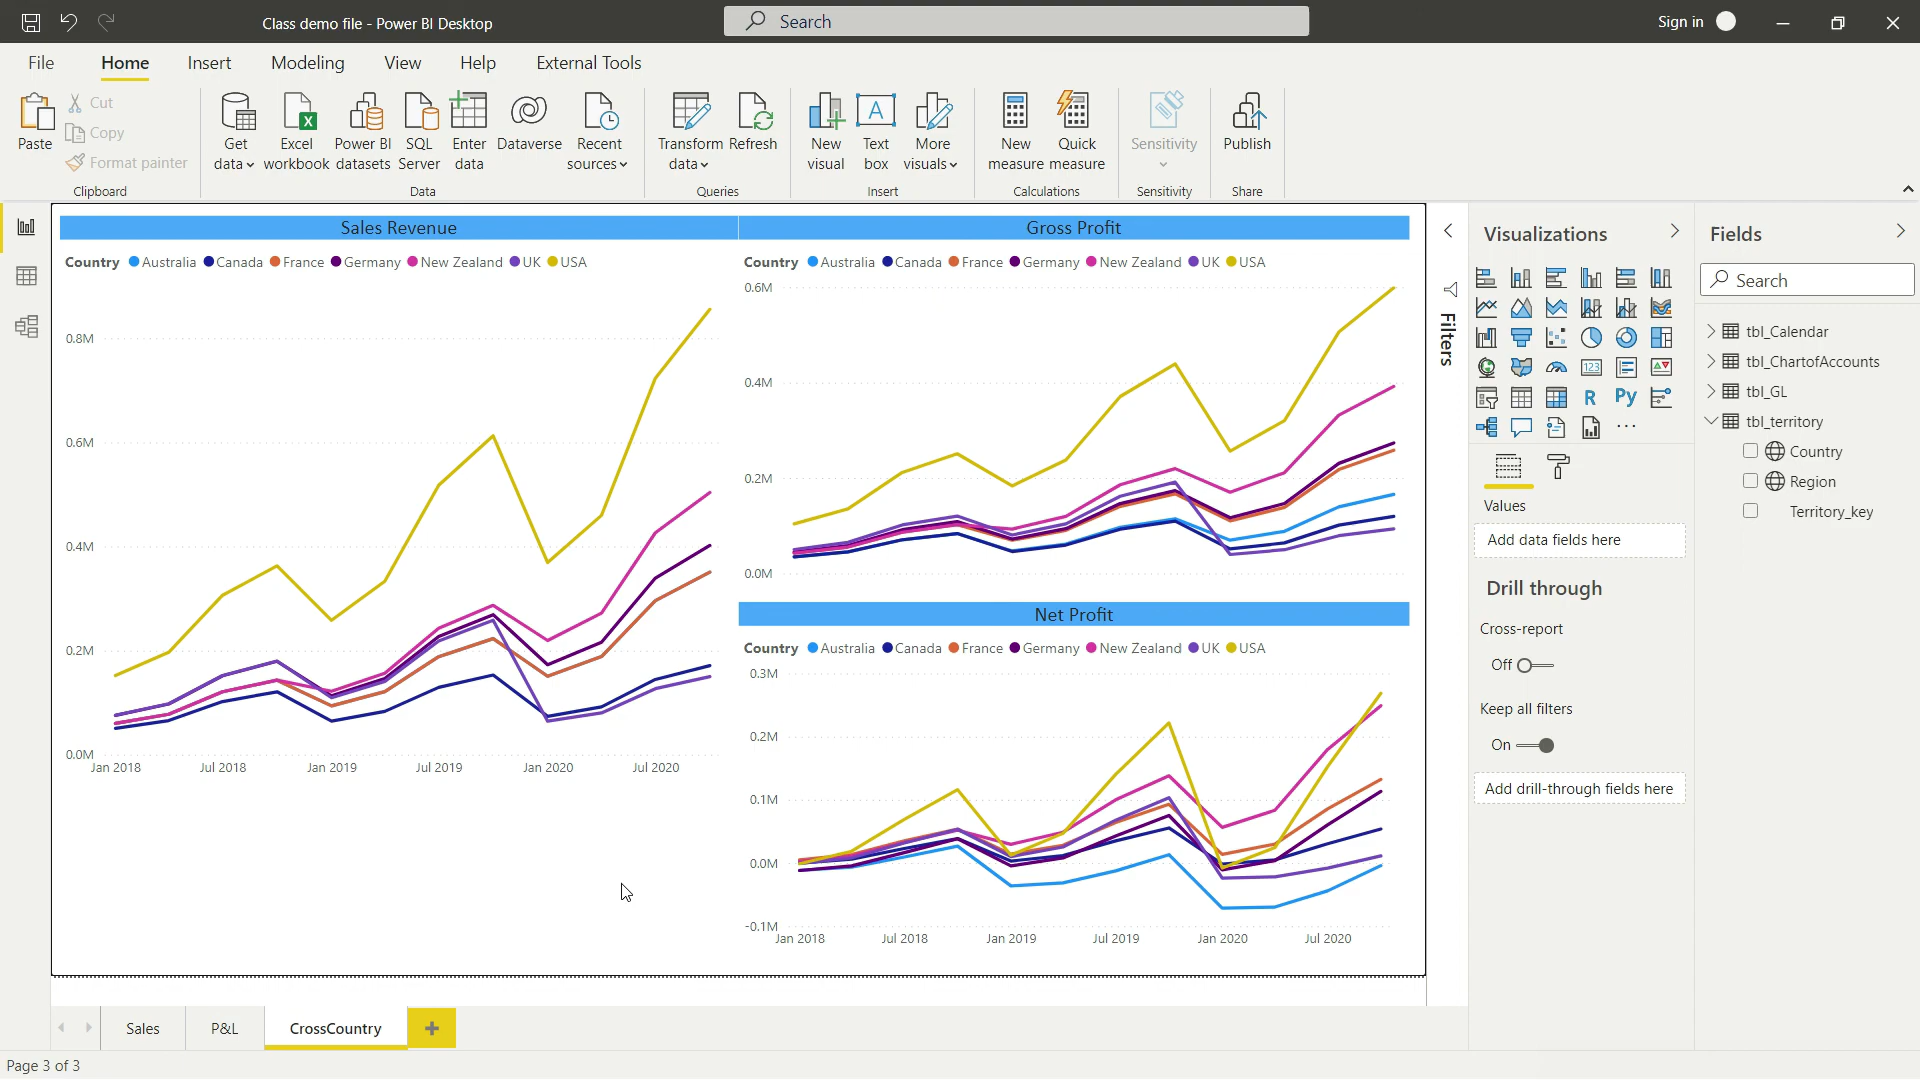 Class demo file - Power BI Desktop
Search
Sign in
File Home Insert Modeling View Help External Tools
Paste
Cut
Copy
Format painter
Clipboard
Get data
Excel workbook
Power BI datasets
SQL Server
Enter data
Dataverse
Recent sources
Data
Transform data
Refresh
Queries
New visual
Text box
More visuals
Insert
New measure
Quick measure
Calculations
Sensitivity
Sensitivity
Publish
Share
Sales Revenue
Country Australia Canada France Germany New Zealand UK USA
0.8M
0.6M
0.4M
0.2M
0.0M
Jan 2018 Jul 2018 Jan 2019 Jul 2019 Jan 2020 Jul 2020
Gross Profit
Country Australia Canada France Germany New Zealand UK USA
0.6M
0.4M
0.2M
0.0M
Net Profit
Country Australia Canada France Germany New Zealand UK USA
0.3M
0.2M
0.1M
0.0M
-0.1M
Jan 2018 Jul 2018 Jan 2019 Jul 2019 Jan 2020 Jul 2020
Filters
Visualizations
123
R
Py
Values
Add data fields here
Drill through
Cross-report
Off
Keep all filters
On
Add drill-through fields here
Fields
Search
tbl_Calendar
tbl_ChartofAccounts
tbl_GL
tbl_territory
Country
Region
Territory_key
Sales P&L CrossCountry
Page 3 of 3